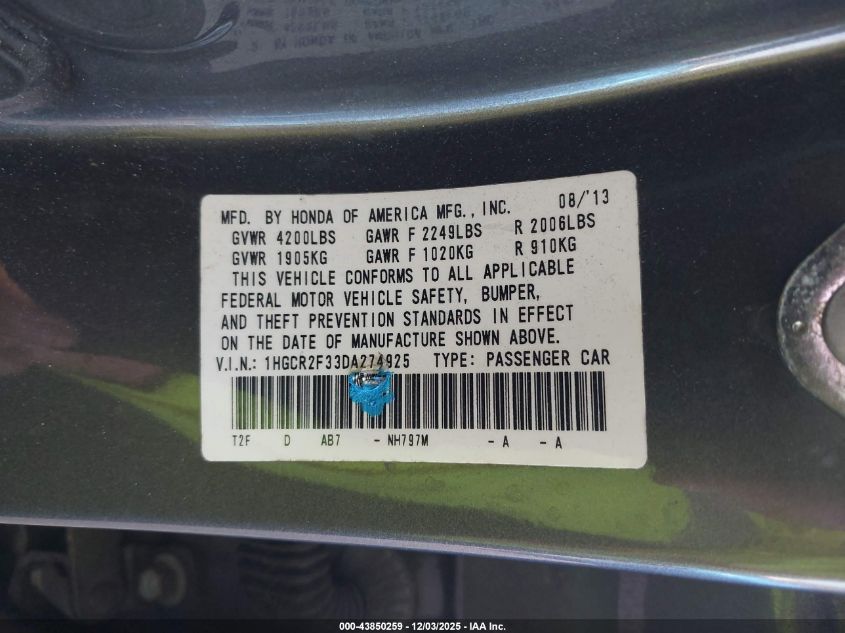 MFD. BY HONDA OF AMERICA MFG., INC. 08/'13
GVWR 4200LBS GAWR F 2249LBS R 2006LBS
GVWR 1905KG GAWR F 1020KG R 910KG
THIS VEHICLE CONFORMS TO ALL APPLICABLE
FEDERAL MOTOR VEHICLE SAFETY, BUMPER,
AND THEFT PREVENTION STANDARDS IN EFFECT
ON THE DATE OF MANUFACTURE SHOWN ABOVE.
V.I.N.: 1HGCR2F33DA274925 TYPE: PASSENGER CAR
T2F D AB7 - NH797M - A - A
000-43850259 - 12/03/2025 - IAA Inc.